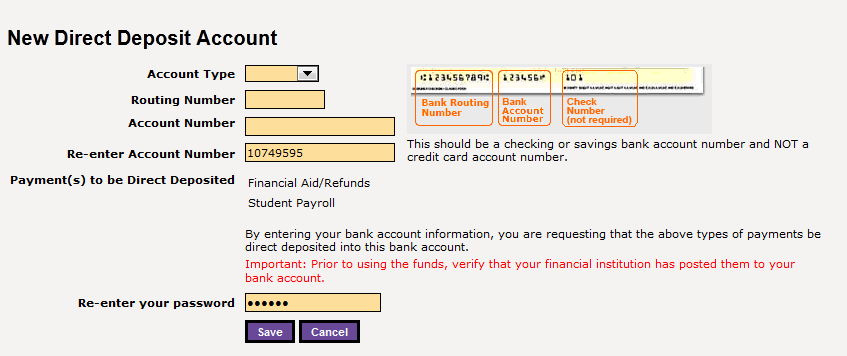 New Direct Deposit Account
Account Type
Routing Number
Account Number
Re-enter Account Number 10749595
⑆123456789⑆ 123456⑈ 101
Bank Routing Number
Bank Account Number
Check Number (not required)
This should be a checking or savings bank account number and NOT a
credit card account number.
Payment(s) to be Direct Deposited
Financial Aid/Refunds
Student Payroll
By entering your bank account information, you are requesting that the above types of payments be
direct deposited into this bank account.
Important: Prior to using the funds, verify that your financial institution has posted them to your
bank account.
Re-enter your password ••••••
Save Cancel